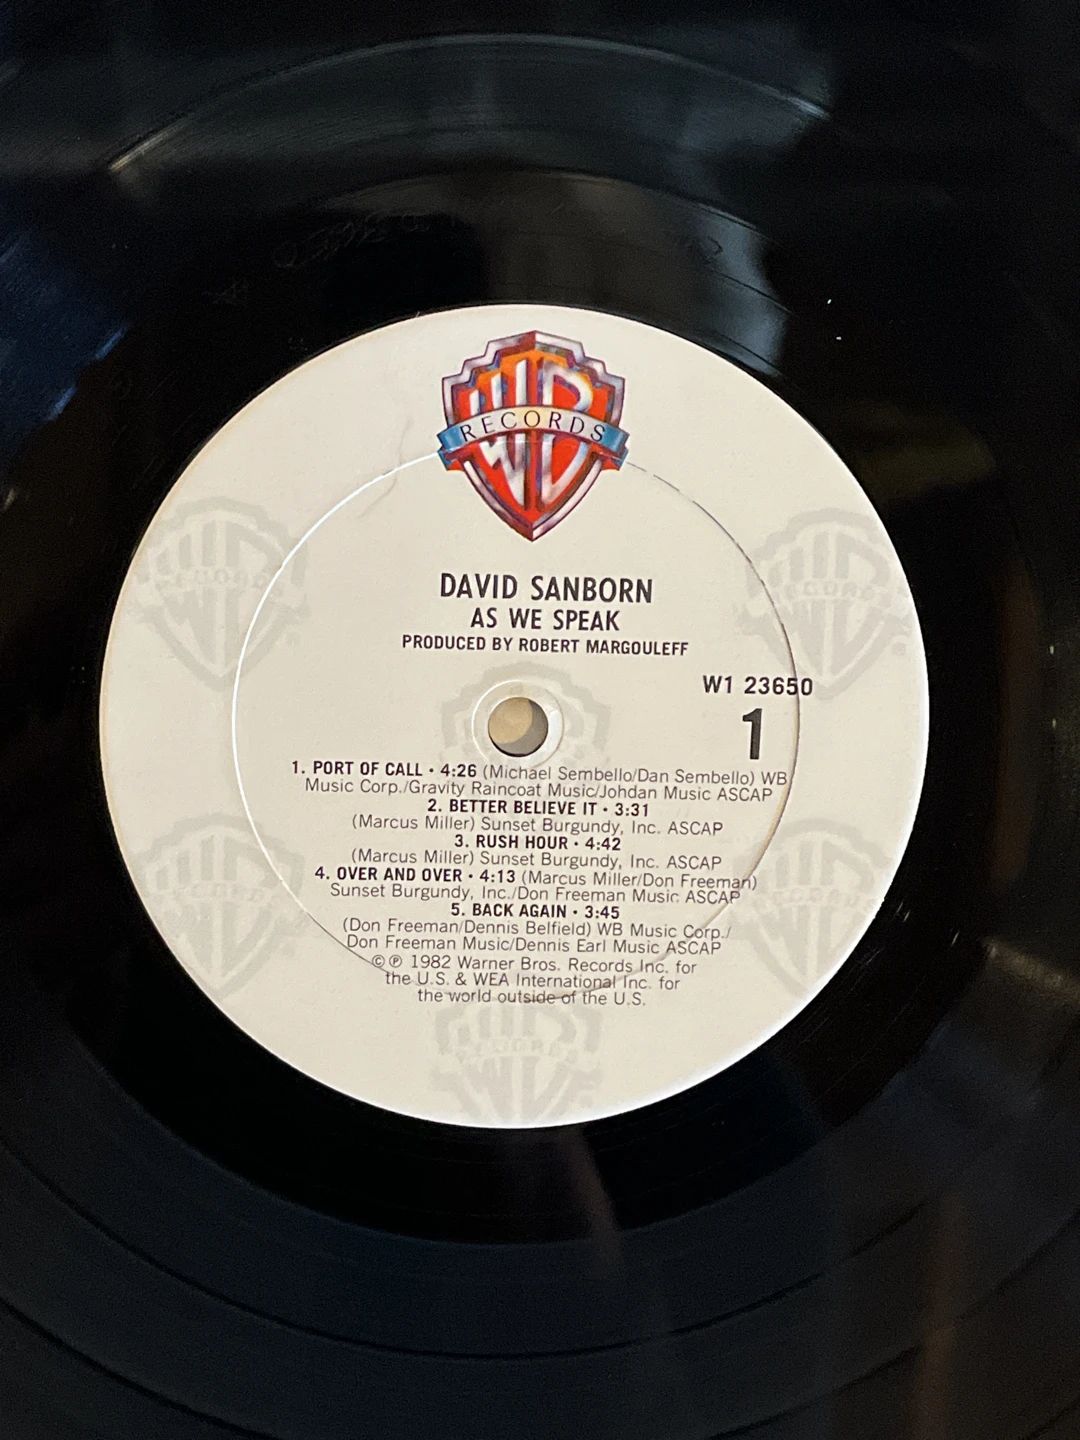 WB
RECORDS
DAVID SANBORN
AS WE SPEAK
PRODUCED BY ROBERT MARGOULEFF
W1 23650
1
1. PORT OF CALL • 4:26 (Michael Sembello/Dan Sembello) WB
Music Corp./Gravity Raincoat Music/Johdan Music ASCAP
2. BETTER BELIEVE IT • 3:31
(Marcus Miller) Sunset Burgundy, Inc. ASCAP
3. RUSH HOUR • 4:42
(Marcus Miller) Sunset Burgundy, Inc. ASCAP
4. OVER AND OVER • 4:13 (Marcus Miller/Don Freeman)
Sunset Burgundy, Inc./Don Freeman Music ASCAP
5. BACK AGAIN • 3:45
(Don Freeman/Dennis Belfield) WB Music Corp./
Don Freeman Music/Dennis Earl Music ASCAP
© ℗ 1982 Warner Bros. Records Inc. for
the U.S. & WEA International Inc. for
the world outside of the U.S.